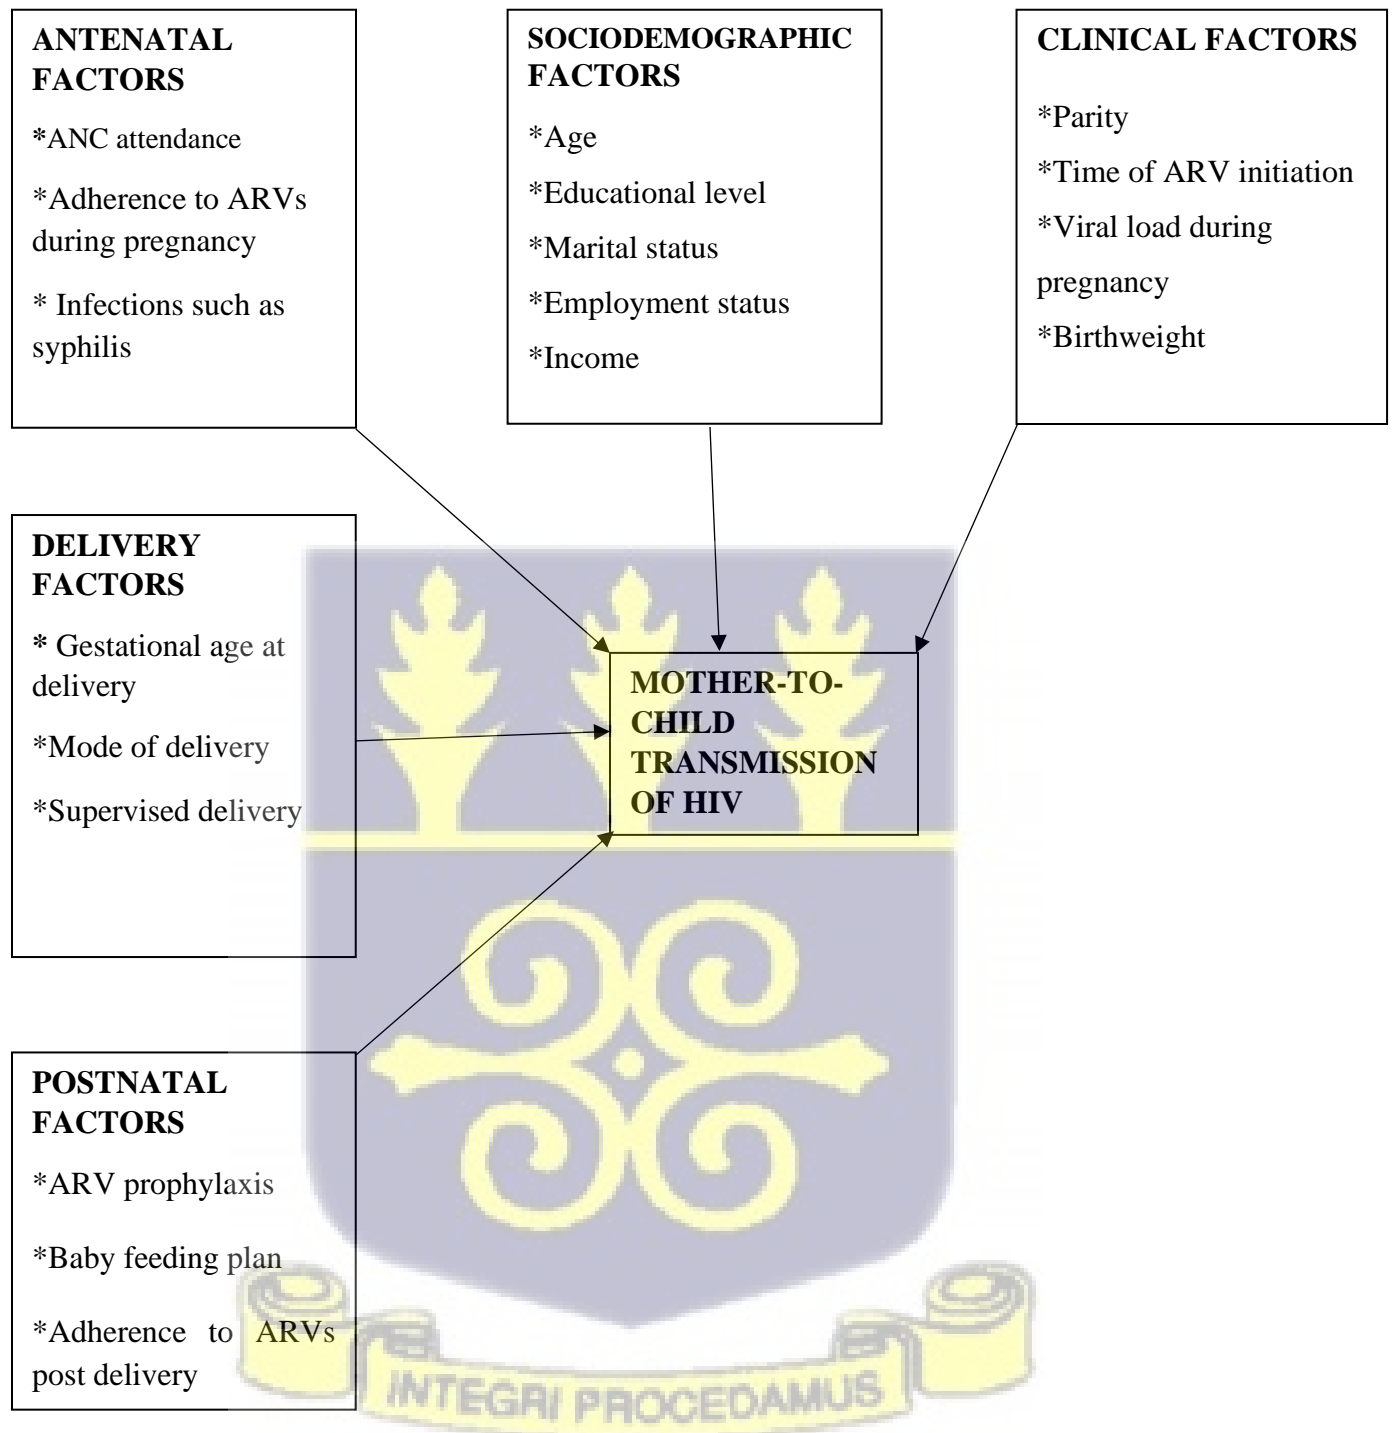 ANTENATAL
FACTORS
*ANC attendance
*Adherence to ARVs
during pregnancy
* Infections such as
syphilis
SOCIODEMOGRAPHIC
FACTORS
*Age
*Educational level
*Marital status
*Employment status
*Income
CLINICAL FACTORS
*Parity
*Time of ARV initiation
*Viral load during
pregnancy
*Birthweight
DELIVERY
FACTORS
* Gestational age at
delivery
*Mode of delivery
*Supervised delivery
MOTHER-TO-
CHILD
TRANSMISSION
OF HIV
POSTNATAL
FACTORS
*ARV prophylaxis
*Baby feeding plan
*Adherence to ARVs
post delivery
INTEGRI PROCEDAMUS